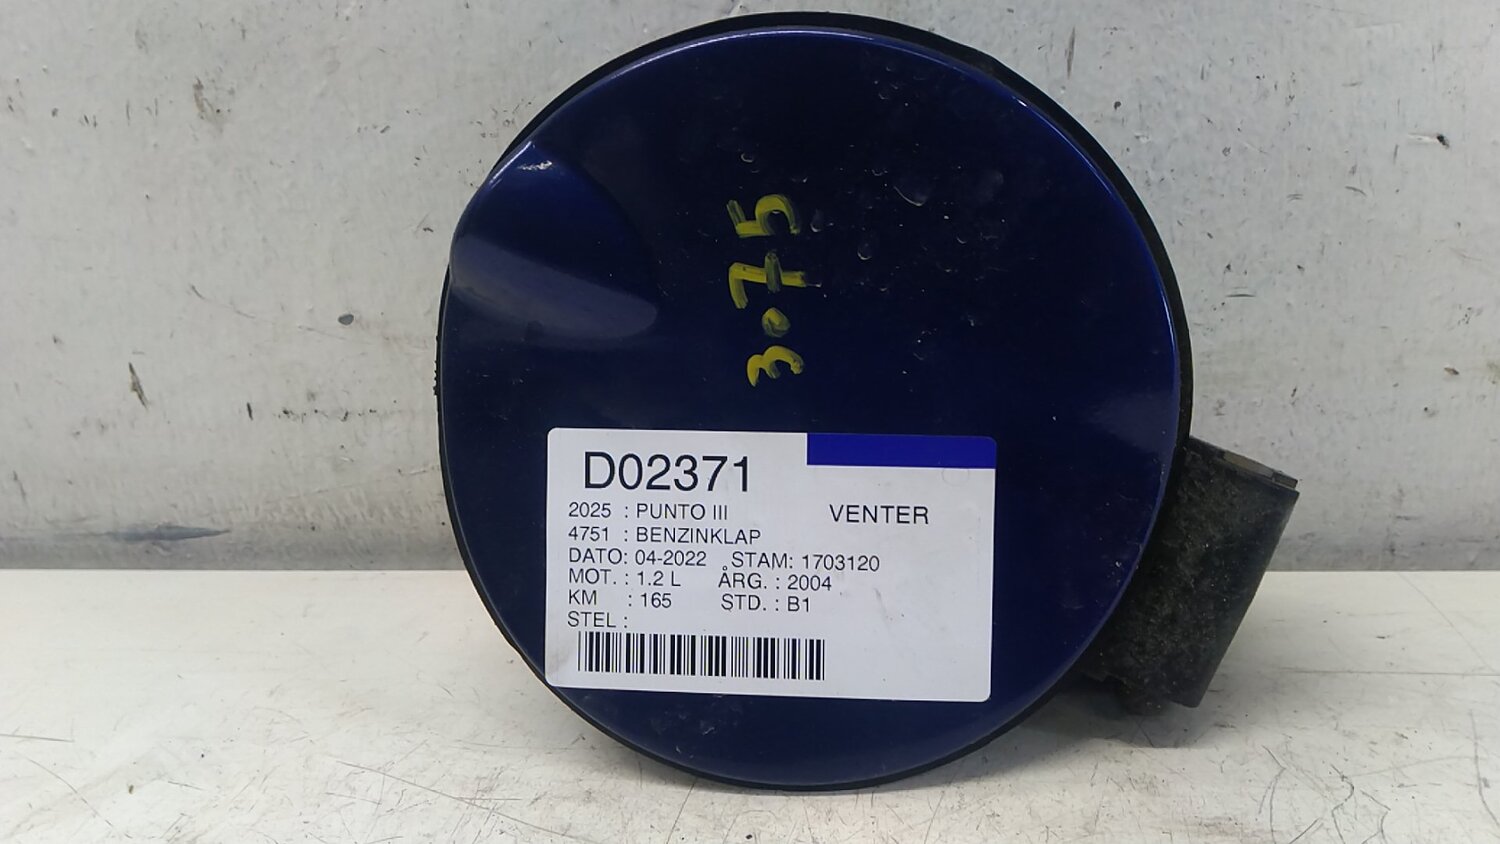 57.3
D02371
2025 : PUNTO III VENTER
4751 : BENZINKLAP
DATO: 04-2022 STAM: 1703120
MOT. : 1.2 L ÅRG. : 2004
KM : 165 STD. : B1
STEL :